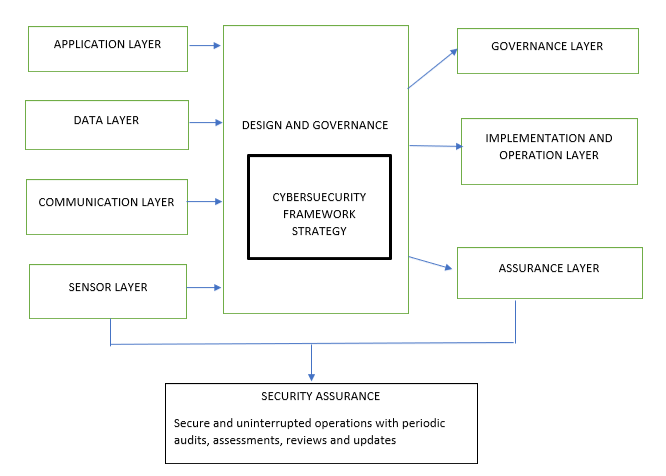 APPLICATION LAYER
DATA LAYER
COMMUNICATION LAYER
SENSOR LAYER
DESIGN AND GOVERNANCE
CYBERSUECURITY
FRAMEWORK
STRATEGY
GOVERNANCE LAYER
IMPLEMENTATION AND
OPERATION LAYER
ASSURANCE LAYER
SECURITY ASSURANCE
Secure and uninterrupted operations with periodic
audits, assessments, reviews and updates